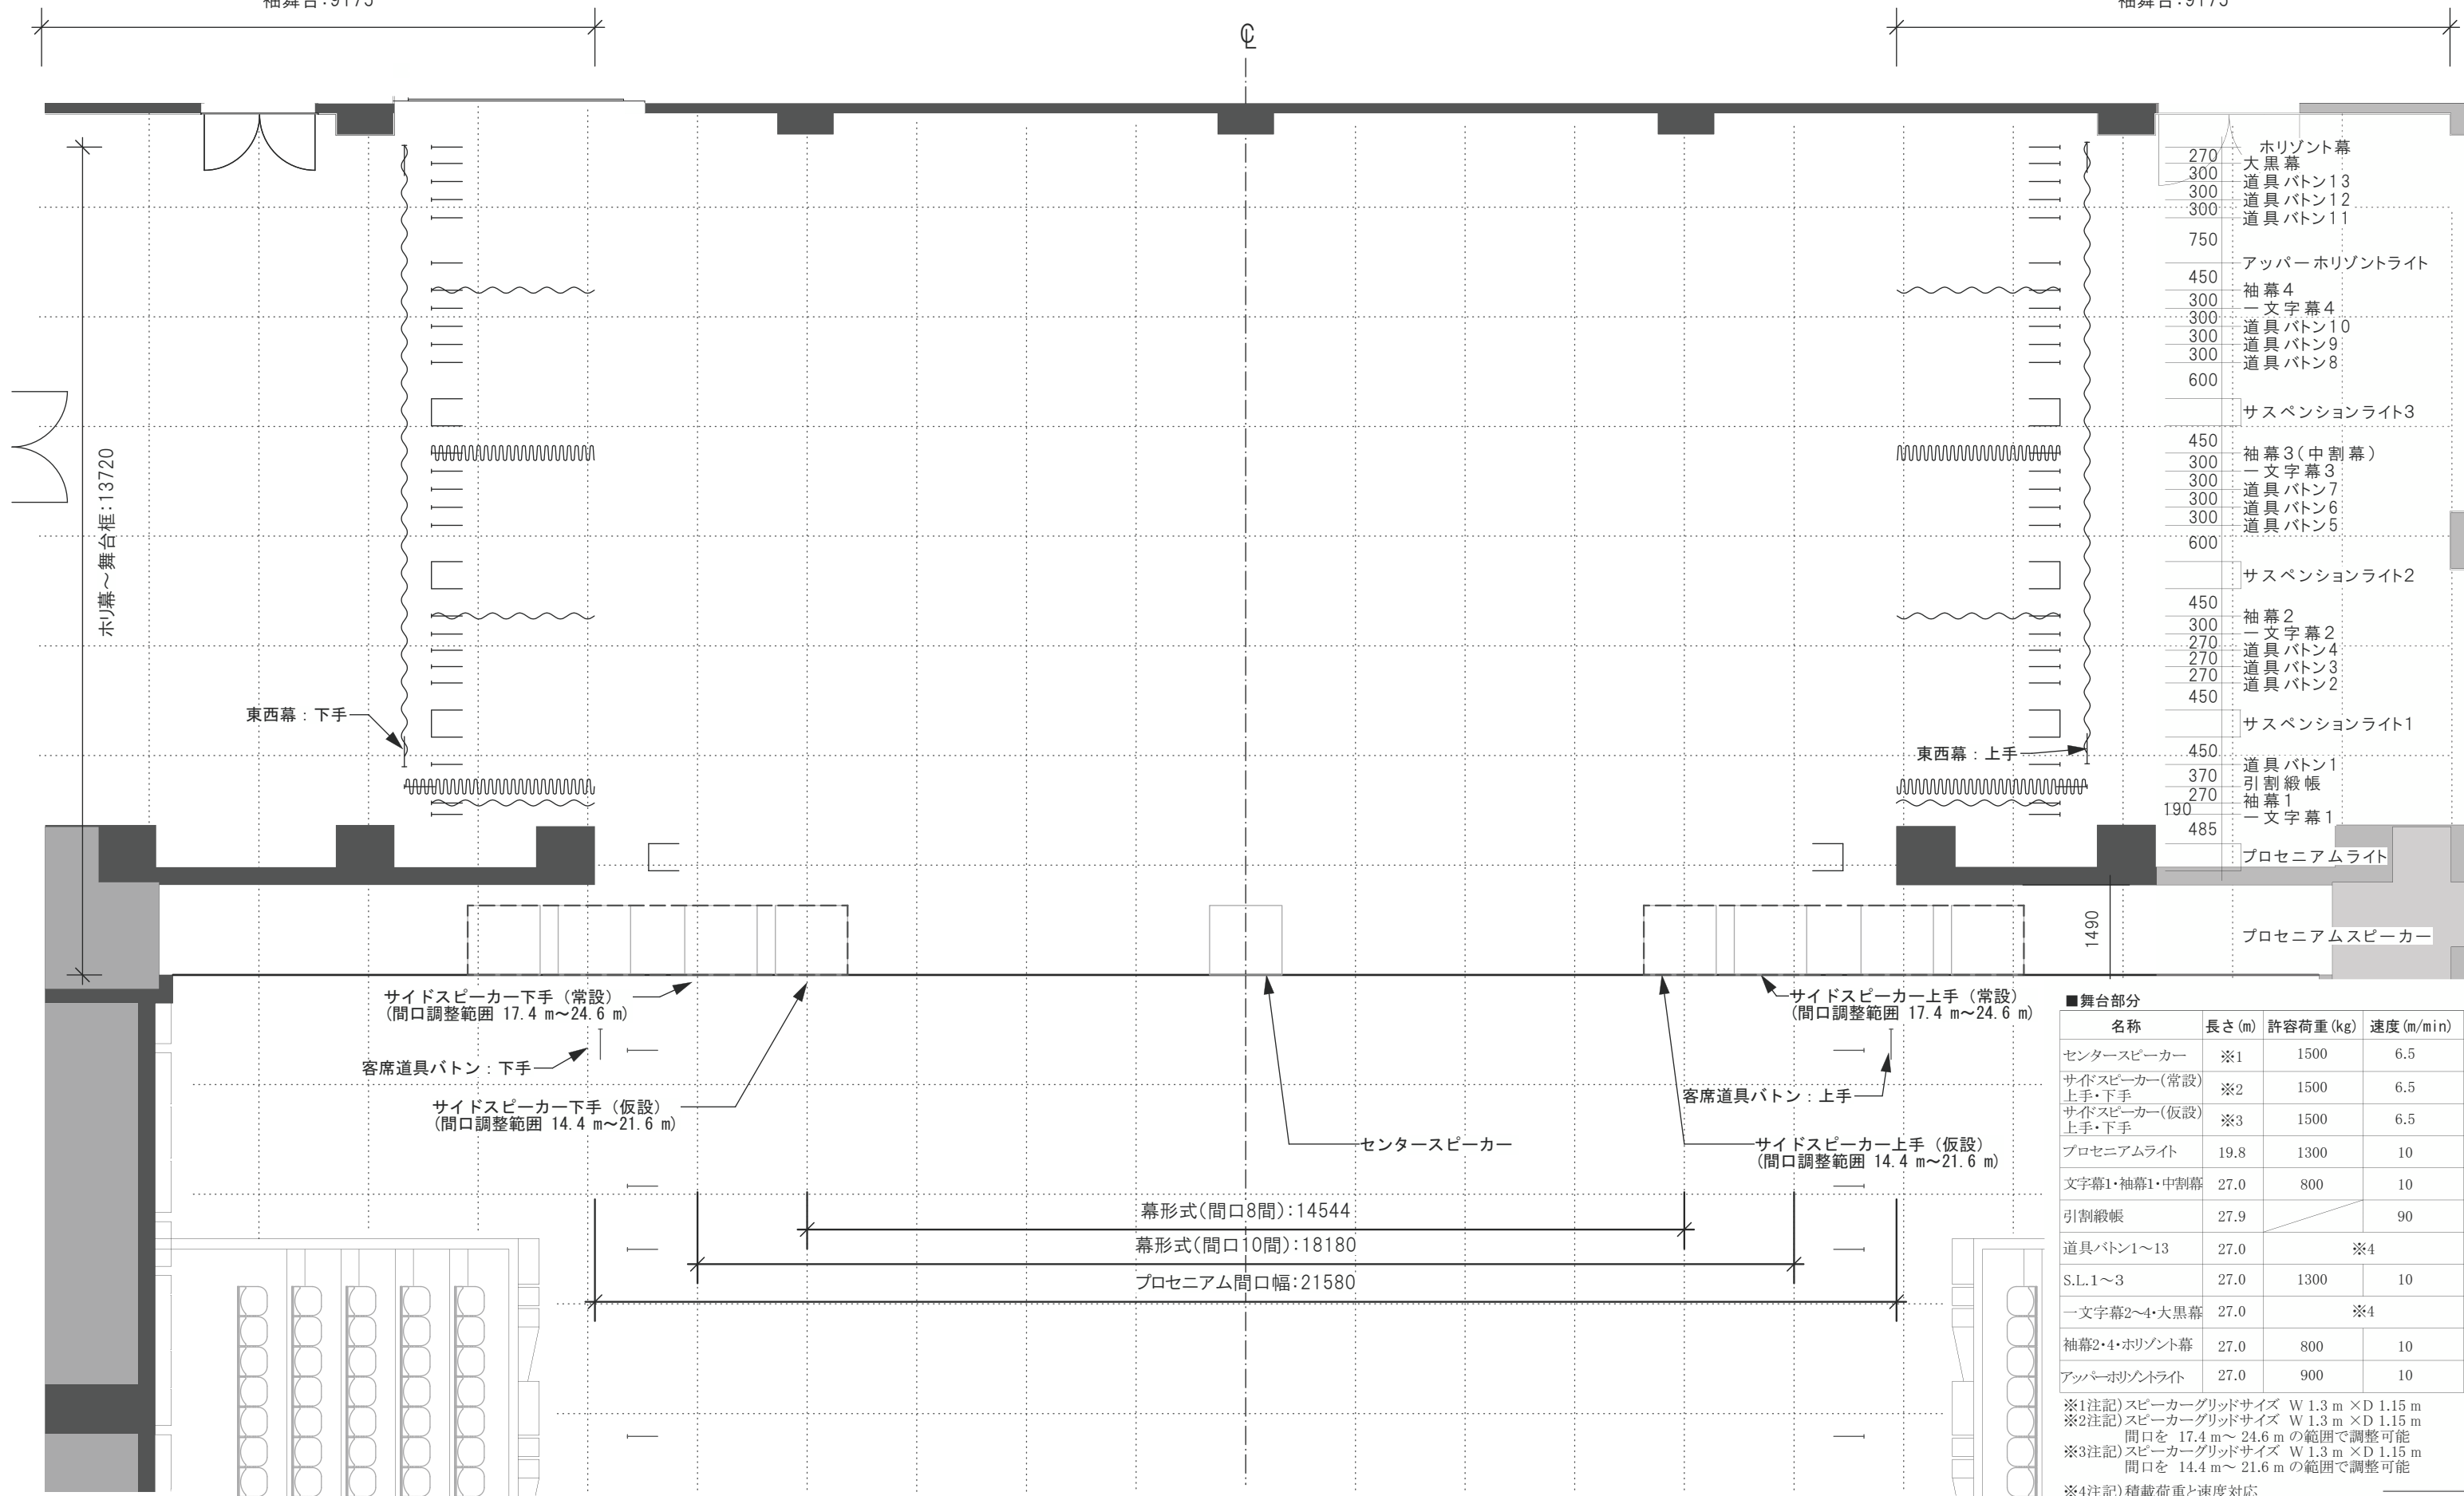 袖舞台:9175
袖舞台:9175
℄
ホリ幕～舞台框:13720
270
300
300
300
750
450
300
300
300
300
600
450
300
300
300
300
600
450
300
270
270
270
450
450
370
270
190
485
1490
ホリゾント幕
大黒幕
道具バトン13
道具バトン12
道具バトン11
アッパーホリゾントライト
袖幕4
一文字幕4
道具バトン10
道具バトン9
道具バトン8
サスペンションライト3
袖幕3(中割幕)
一文字幕3
道具バトン7
道具バトン6
道具バトン5
サスペンションライト2
袖幕2
一文字幕2
道具バトン4
道具バトン3
道具バトン2
サスペンションライト1
道具バトン1
引割緞帳
袖幕1
一文字幕1
プロセニアムライト
プロセニアムスピーカー
東西幕:下手
東西幕:上手
サイドスピーカー下手(常設)
(間口調整範囲 17.4 m～24.6 m)
客席道具バトン:下手
サイドスピーカー下手(仮設)
(間口調整範囲 14.4 m～21.6 m)
センタースピーカー
サイドスピーカー上手(常設)
(間口調整範囲 17.4 m～24.6 m)
客席道具バトン:上手
サイドスピーカー上手(仮設)
(間口調整範囲 14.4 m～21.6 m)
幕形式(間口8間):14544
幕形式(間口10間):18180
プロセニアム間口幅:21580
■舞台部分
名称 長さ(m) 許容荷重(kg) 速度(m/min)
センタースピーカー ※1 1500 6.5
サイドスピーカー(常設)
上手・下手 ※2 1500 6.5
サイドスピーカー(仮設)
上手・下手 ※3 1500 6.5
プロセニアムライト 19.8 1300 10
文字幕1・袖幕1・中割幕 27.0 800 10
引割緞帳 27.9 90
道具バトン1～13 27.0 ※4
S.L.1～3 27.0 1300 10
一文字幕2～4・大黒幕 27.0 ※4
袖幕2・4・ホリゾント幕 27.0 800 10
アッパーホリゾントライト 27.0 900 10
※1注記)スピーカーグリッドサイズ W 1.3 m ×D 1.15 m
※2注記)スピーカーグリッドサイズ W 1.3 m ×D 1.15 m
間口を 17.4 m～ 24.6 m の範囲で調整可能
※3注記)スピーカーグリッドサイズ W 1.3 m ×D 1.15 m
間口を 14.4 m～ 21.6 m の範囲で調整可能
※4注記)積載荷重と速度対応